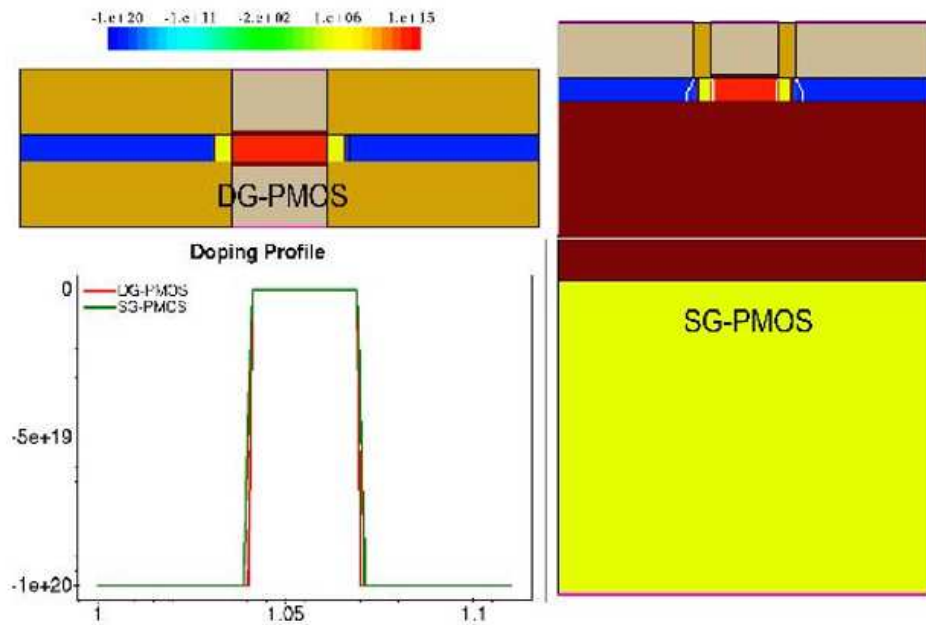 -1.e+20 -1.e+11 -2.e+02 1.e+06 1.e+15
DG-PMOS
Doping Profile
0
DG-PMOS
SG-PMOS
-5e+19
-1e+20
1 1.05 1.1
SG-PMOS